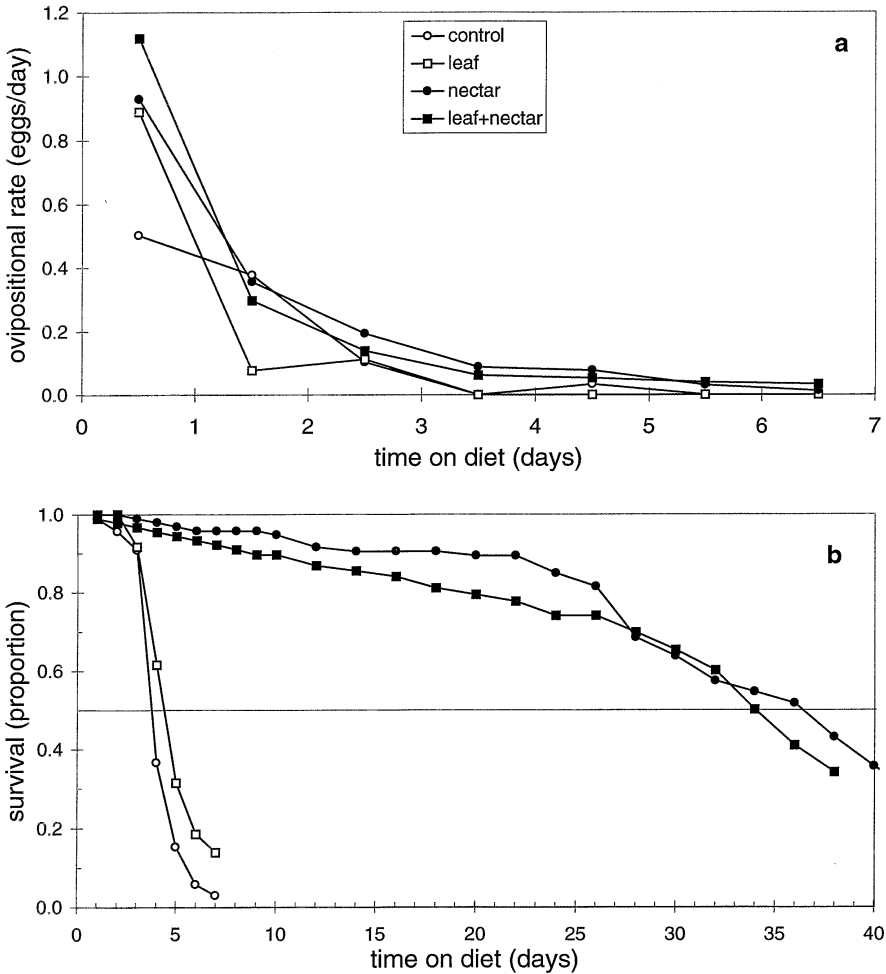 a
control
leaf
nectar
leaf+nectar
ovipositional rate (eggs/day)
1.2
1.0
0.8
0.6
0.4
0.2
0.0
0 1 2 3 4 5 6 7
time on diet (days)
b
survival (proportion)
1.0
0.8
0.6
0.4
0.2
0.0
0 5 10 15 20 25 30 35 40
time on diet (days)